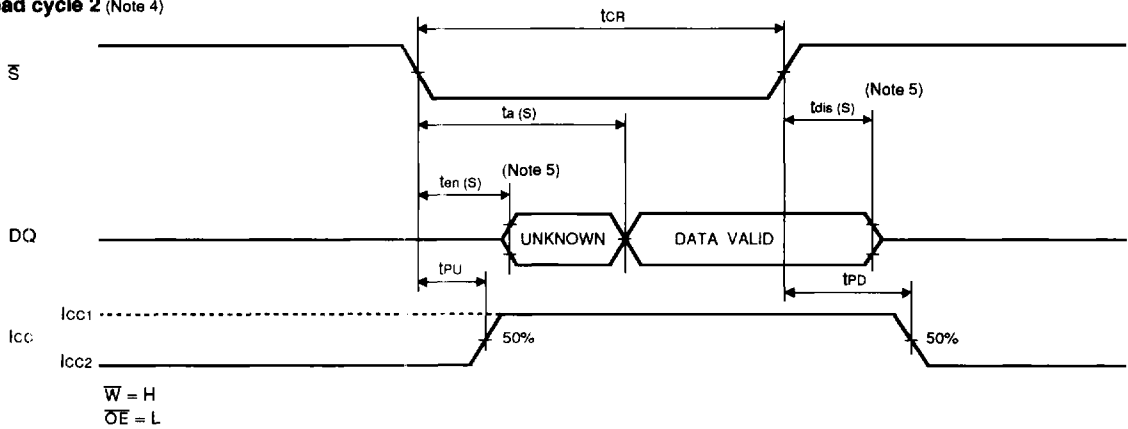 ad cycle 2 (Note 4)
tCR
S̅
(Note 5)
tdis (S)
ta (S)
(Note 5)
ten (S)
DQ
UNKNOWN
DATA VALID
tPU
tPD
ICC1
ICC
50%
50%
ICC2
W̅ = H
O̅E̅ = L